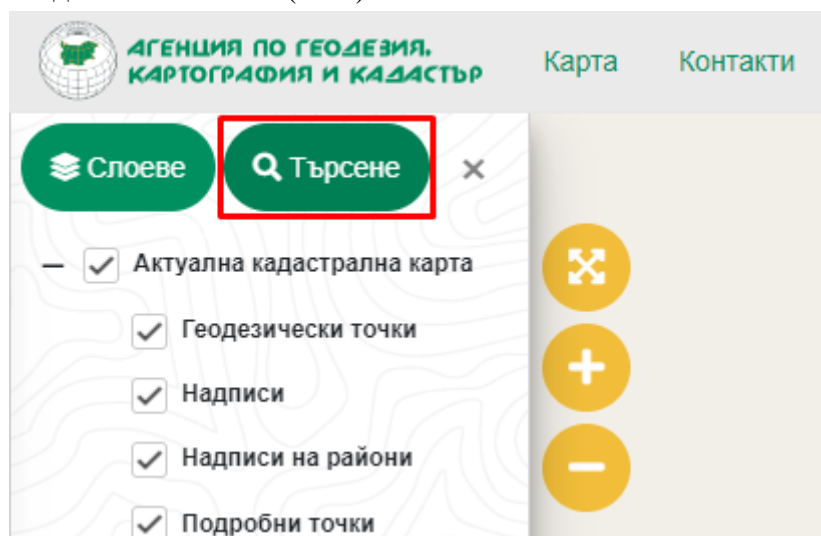 АГЕНЦИЯ ПО ГЕОДЕЗИЯ,
КАРТОГРАФИЯ И КАДАСТЪР
Карта Контакти
Слоеве Търсене
Актуална кадастрална карта
Геодезически точки
Надписи
Надписи на райони
Подробни точки